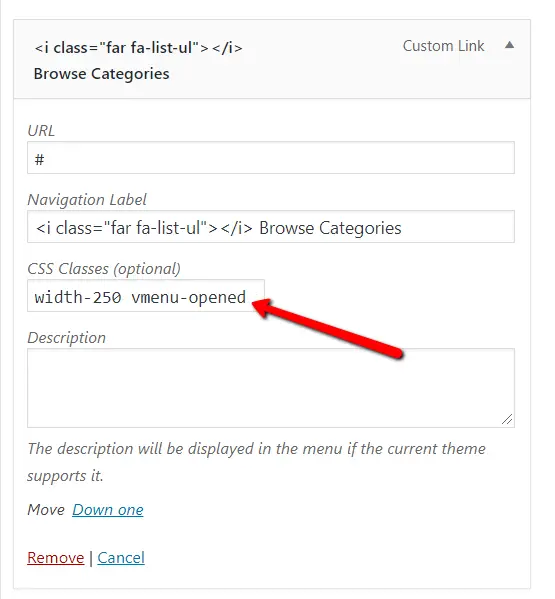 <i class="far fa-list-ul"></i> Custom Link
Browse Categories
URL
#
Navigation Label
<i class="far fa-list-ul"></i> Browse Categories
CSS Classes (optional)
width-250 vmenu-opened
Description
The description will be displayed in the menu if the current theme
supports it.
Move Down one
Remove | Cancel